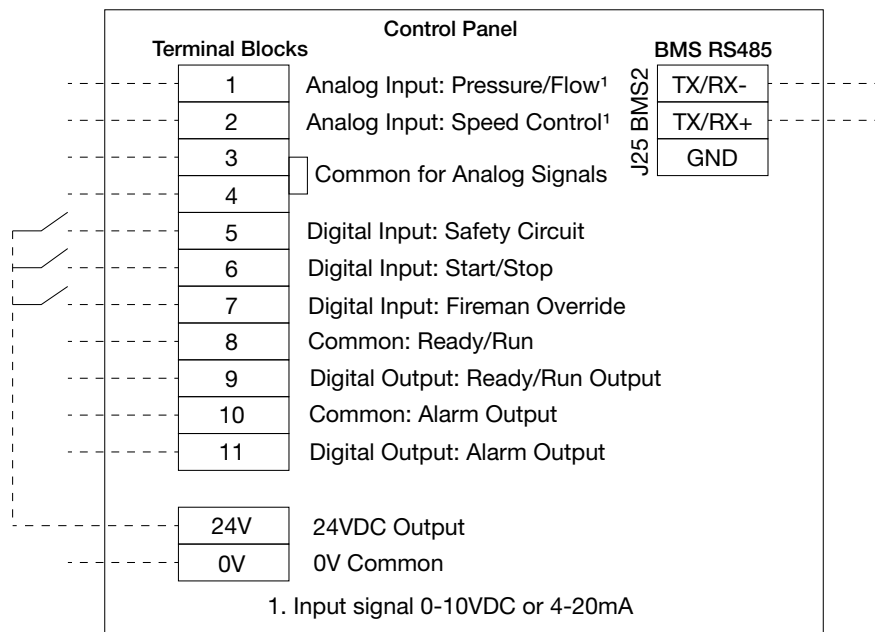 Control Panel
Terminal Blocks
1 Analog Input: Pressure/Flow¹
2 Analog Input: Speed Control¹
3
Common for Analog Signals
4
5 Digital Input: Safety Circuit
6 Digital Input: Start/Stop
7 Digital Input: Fireman Override
8 Common: Ready/Run
9 Digital Output: Ready/Run Output
10 Common: Alarm Output
11 Digital Output: Alarm Output
24V 24VDC Output
0V 0V Common
BMS RS485
J25 BMS2
TX/RX-
TX/RX+
GND
1. Input signal 0-10VDC or 4-20mA